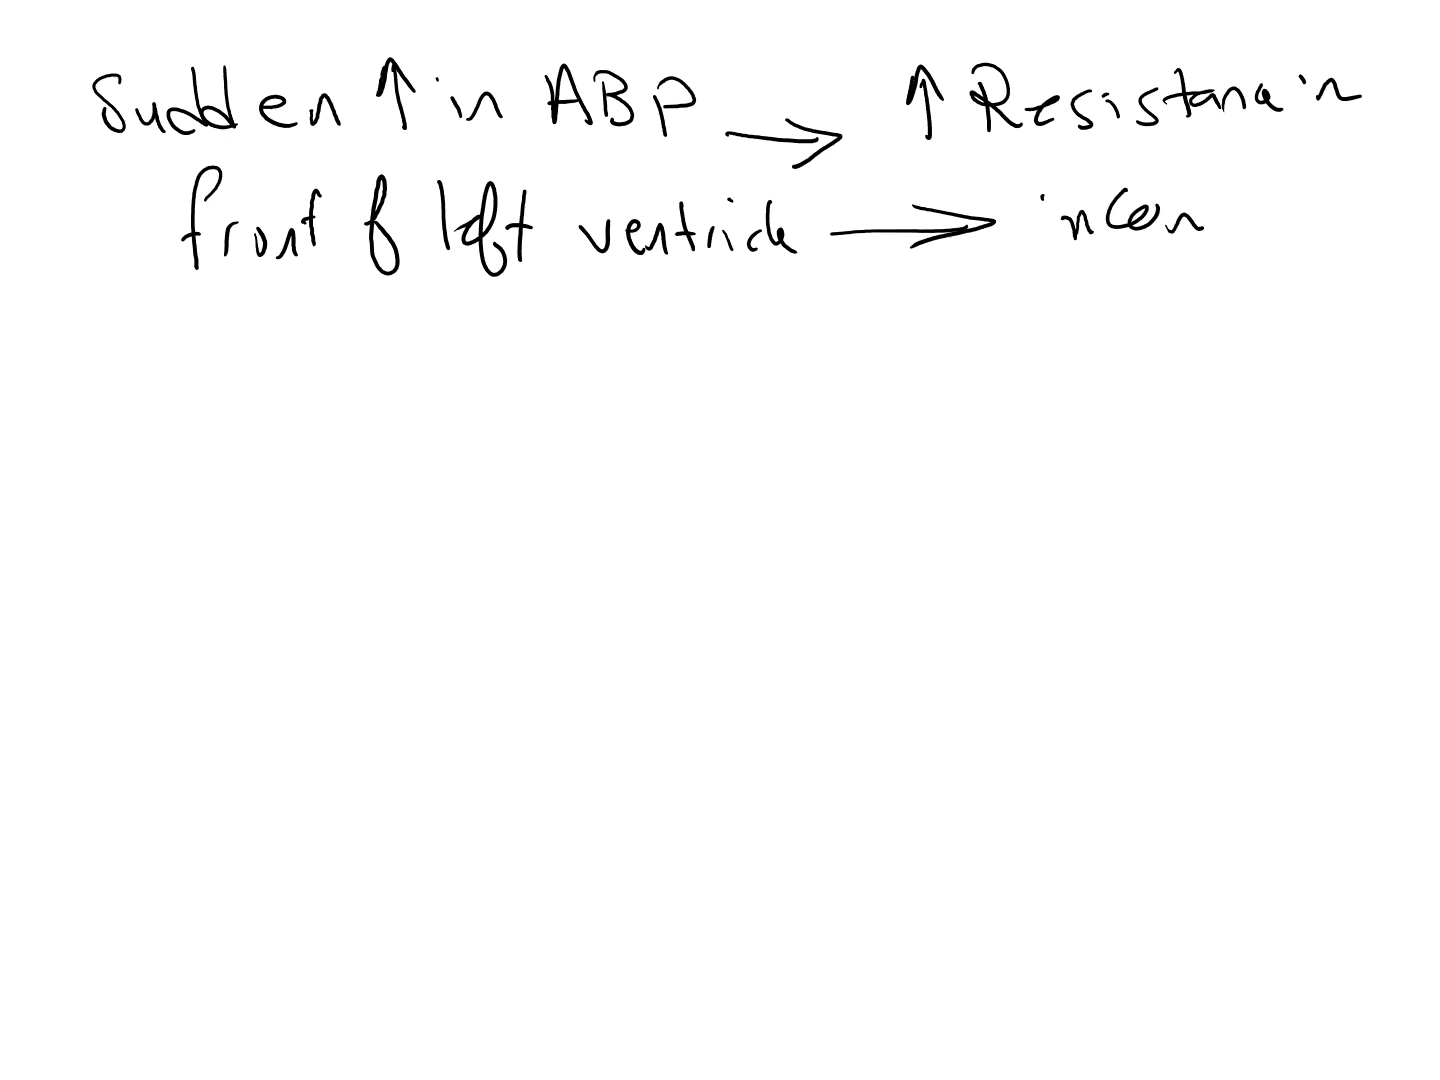 Sudden ↑ in ABP → ↑ Resistance in
front of left ventricle →